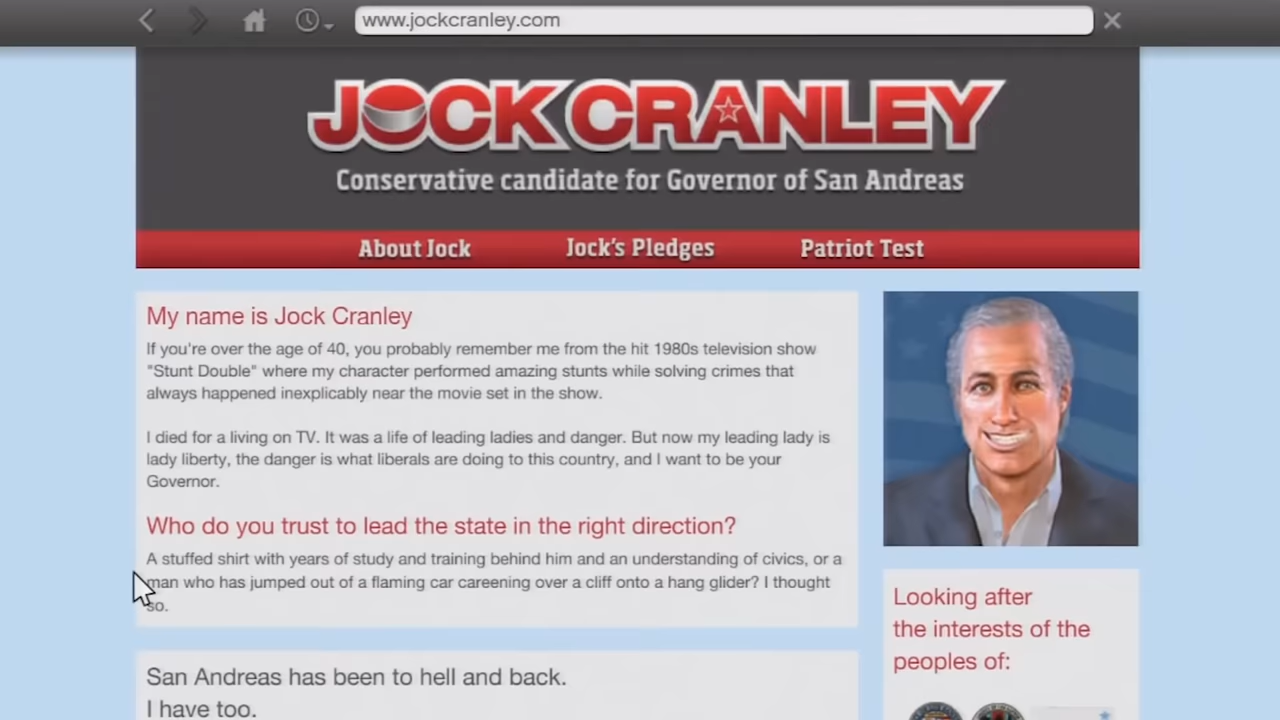 www.jockcranley.com
JOCK CRANLEY
Conservative candidate for Governor of San Andreas
About Jock
Jock's Pledges
Patriot Test
My name is Jock Cranley
If you're over the age of 40, you probably remember me from the hit 1980s television show
"Stunt Double" where my character performed amazing stunts while solving crimes that
always happened inexplicably near the movie set in the show.
I died for a living on TV. It was a life of leading ladies and danger. But now my leading lady is
lady liberty, the danger is what liberals are doing to this country, and I want to be your
Governor.
Who do you trust to lead the state in the right direction?
A stuffed shirt with years of study and training behind him and an understanding of civics, or a
man who has jumped out of a flaming car careening over a cliff onto a hang glider? I thought
so.
San Andreas has been to hell and back.
I have too.
Looking after
the interests of the
peoples of: